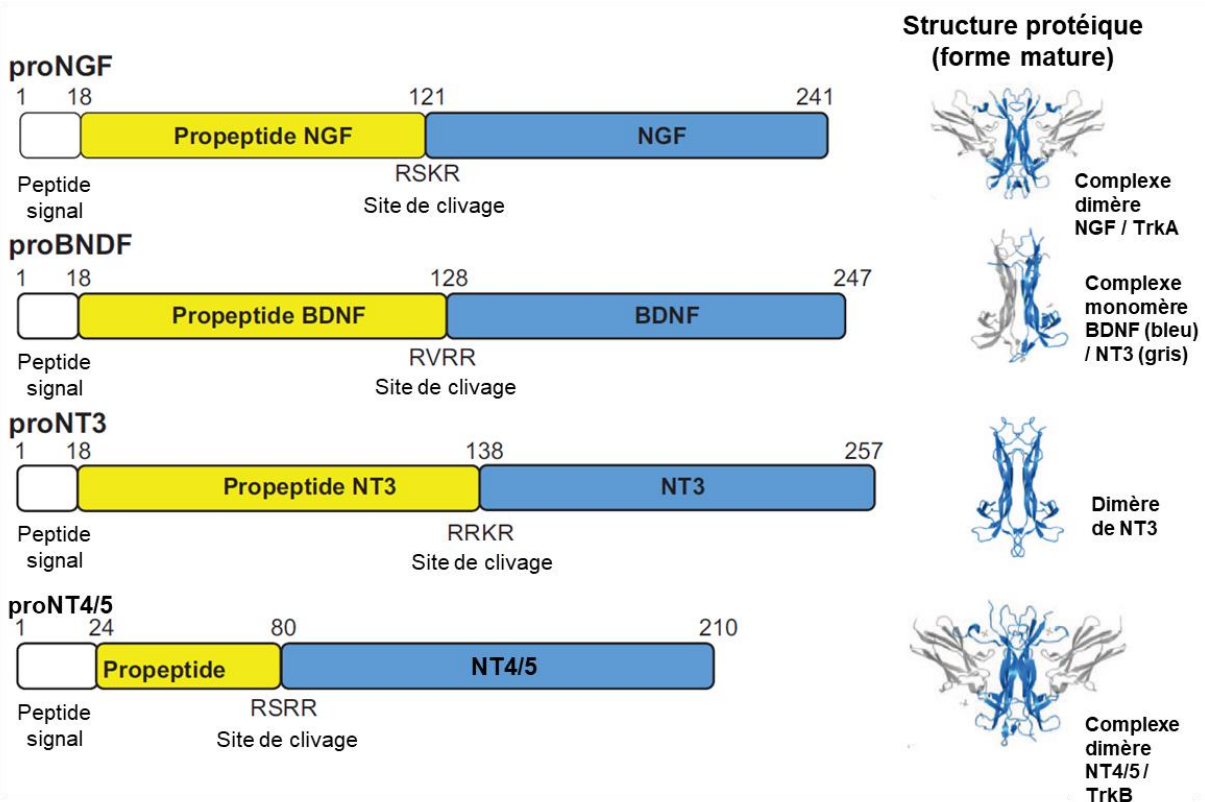 Structure protéique
(forme mature)
proNGF
1 18 121 241
Propeptide NGF NGF
RSKR
Peptide
signal
Site de clivage
Complexe
dimère
NGF / TrkA
proBNDF
1 18 128 247
Propeptide BDNF BDNF
RVRR
Peptide
signal
Site de clivage
Complexe
monomère
BDNF (bleu)
/ NT3 (gris)
proNT3
1 18 138 257
Propeptide NT3 NT3
RRKR
Peptide
signal
Site de clivage
Dimère
de NT3
proNT4/5
1 24 80 210
Propeptide NT4/5
RSRR
Peptide
signal
Site de clivage
Complexe
dimère
NT4/5 /
TrkB